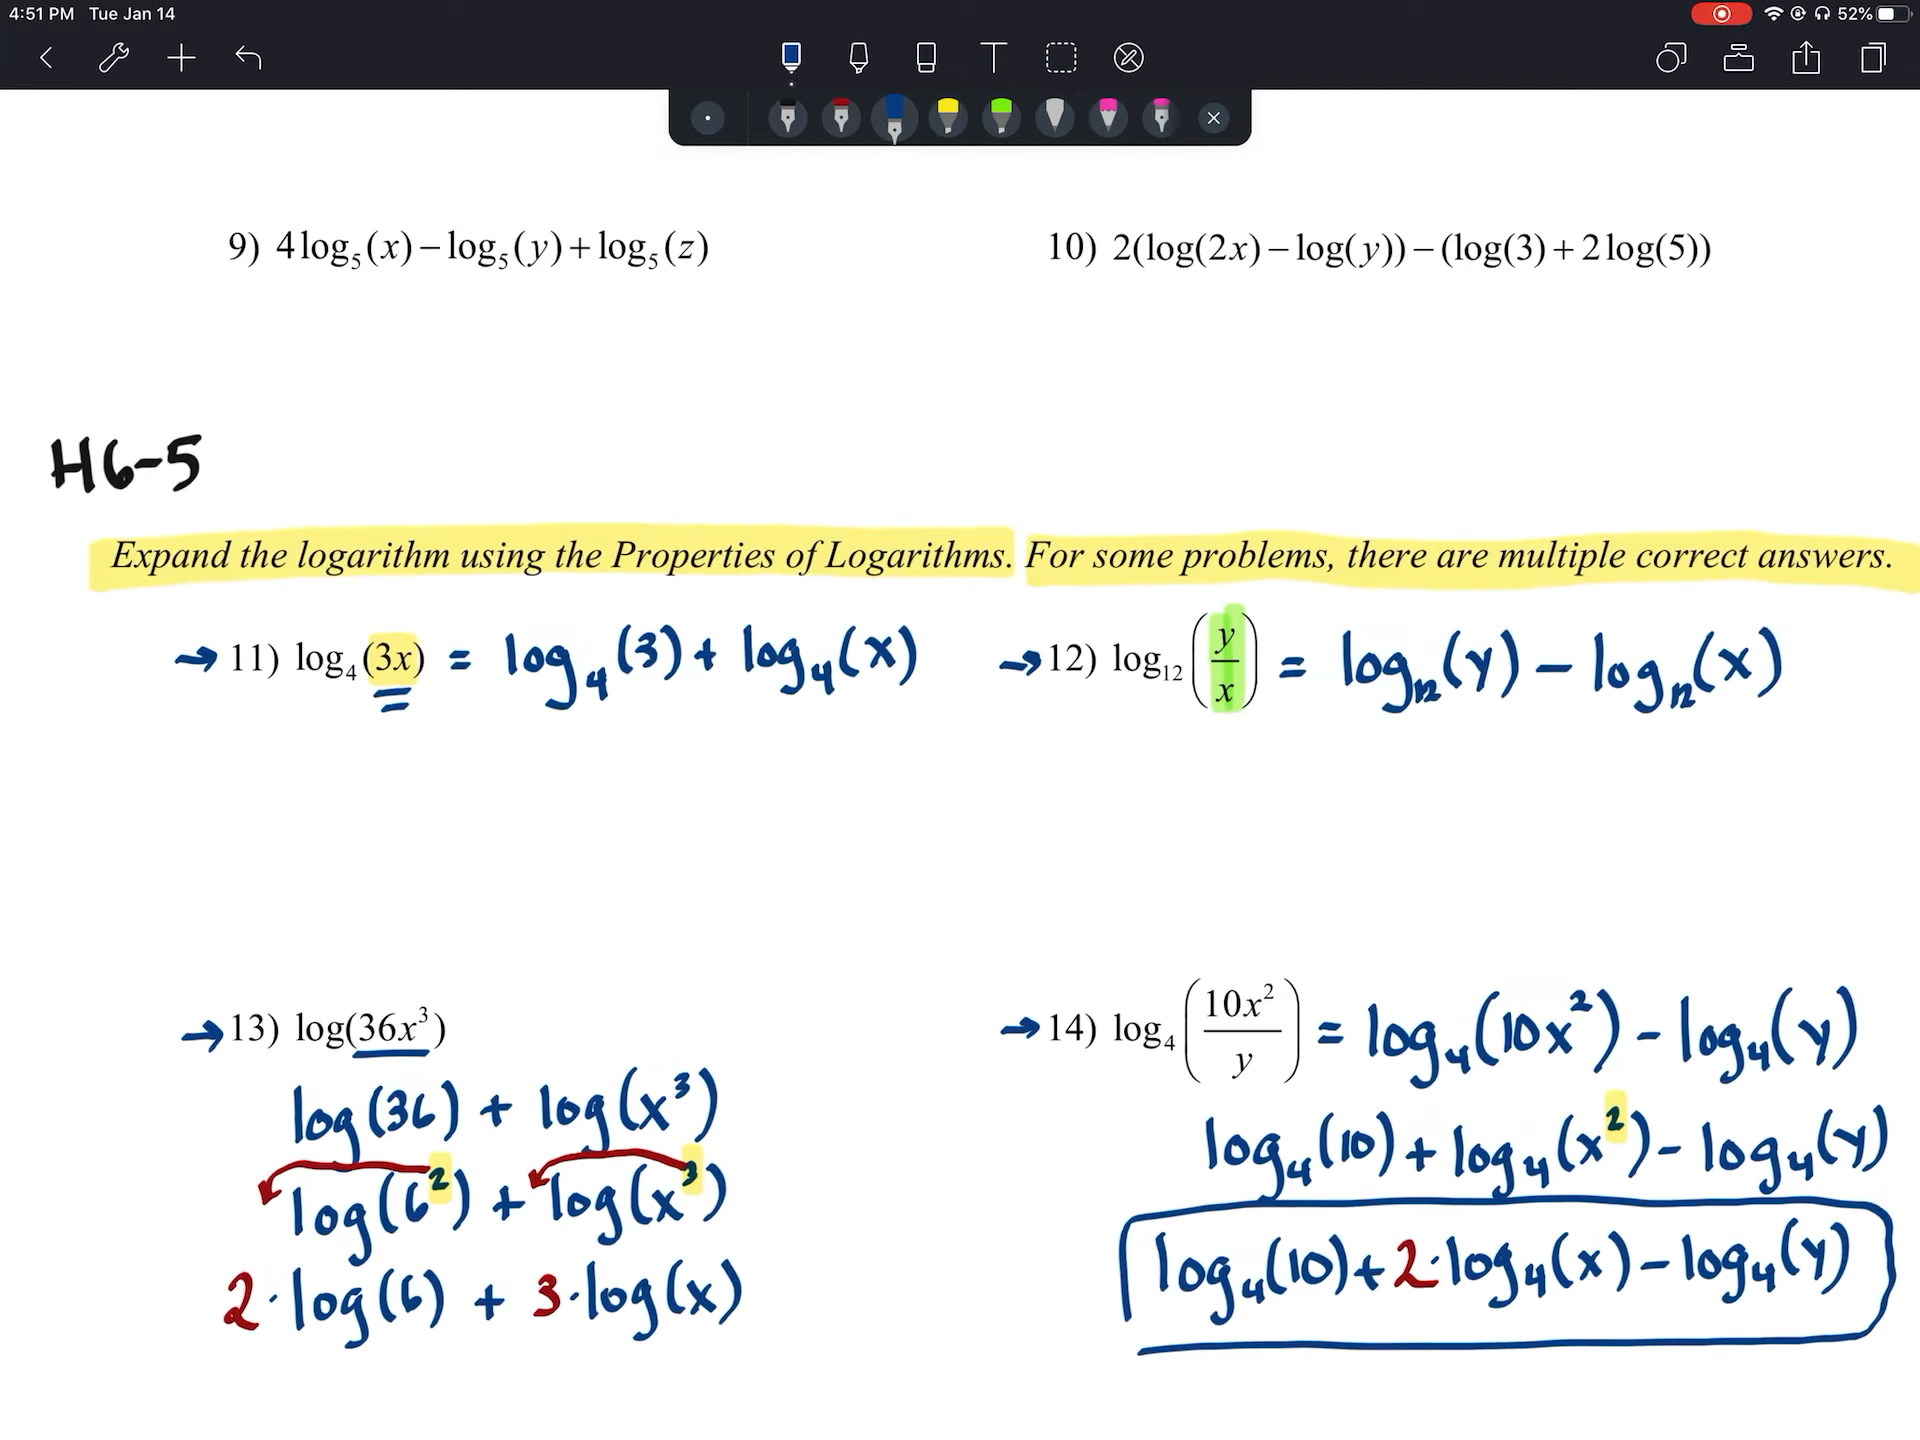 4:51 PM Tue Jan 14 52%
9) 4log₅(x)−log₅(y)+log₅(z)
10) 2(log(2x)−log(y))−(log(3)+2log(5))
H6-5
Expand the logarithm using the Properties of Logarithms. For some problems, there are multiple correct answers.
→ 11) log₄(3x) = log₄(3) + log₄(x)
→ 12) log₁₂(y/x) = log₁₂(y) − log₁₂(x)
→ 13) log(36x³)
log(36) + log(x³)
log(6²) + log(x³)
2·log(6) + 3·log(x)
→ 14) log₄(10x²/y) = log₄(10x²) − log₄(y)
log₄(10) + log₄(x²) − log₄(y)
log₄(10) + 2·log₄(x) − log₄(y)